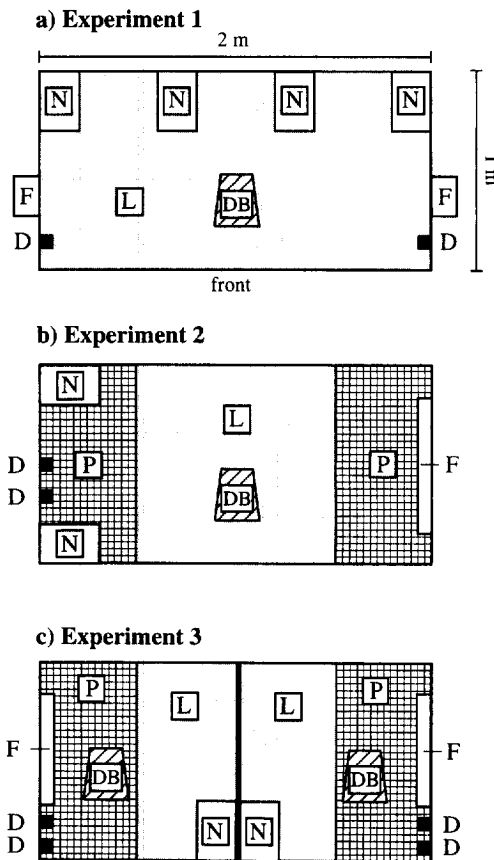 a) Experiment 1
2 m
N N N N
1 m
F L DB F
D D
front
b) Experiment 2
N
L
D P P F
D DB
N
c) Experiment 3
P L L P
F F
DB DB
D N N D
D D